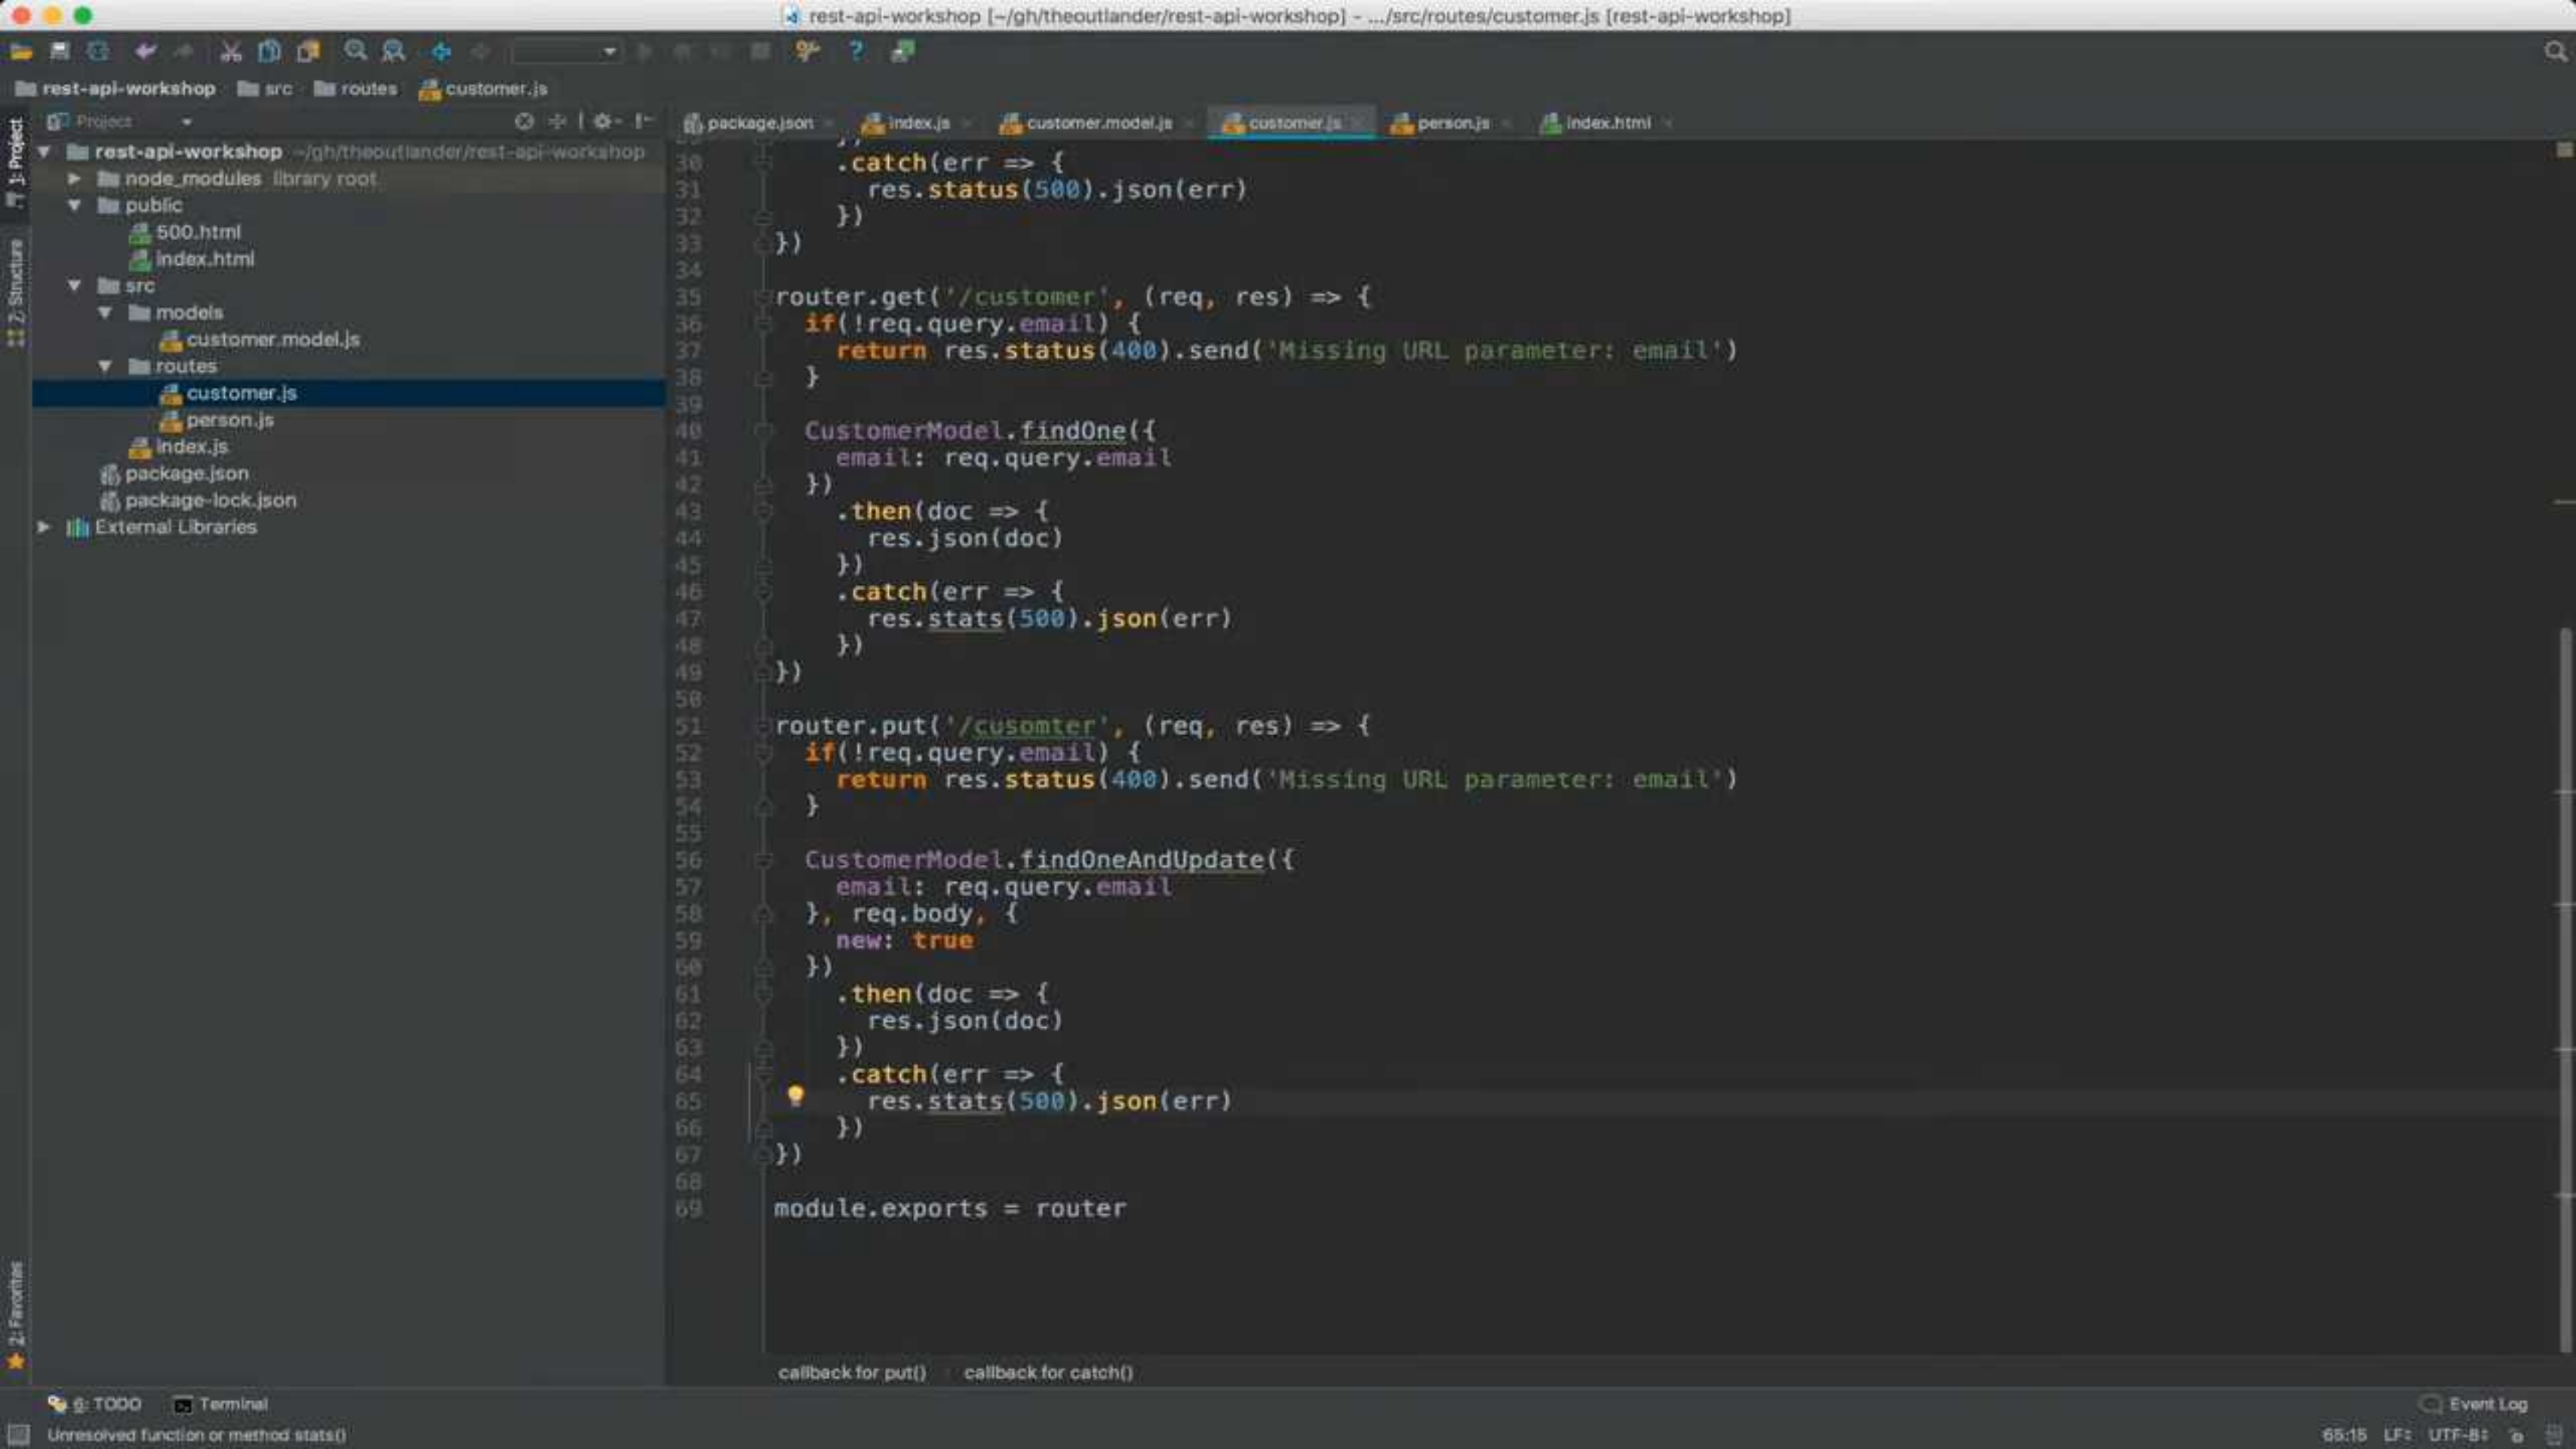 rest-api-workshop [~/gh/theoutlander/rest-api-workshop] - .../src/routes/customer.js [rest-api-workshop]
rest-api-workshop src routes customer.js
Project
package.json index.js customer.model.js customer.js person.js index.html
1: Project
Z: Structure
2: Favorites
rest-api-workshop ~/gh/theoutlander/rest-api-workshop
node_modules library root
public
500.html
index.html
src
models
customer.model.js
routes
customer.js
person.js
index.js
package.json
package-lock.json
External Libraries
30 .catch(err => {
31 res.status(500).json(err)
32 })
33 })
34
35 router.get('/customer', (req, res) => {
36 if(!req.query.email) {
37 return res.status(400).send('Missing URL parameter: email')
38 }
39
40 CustomerModel.findOne({
41 email: req.query.email
42 })
43 .then(doc => {
44 res.json(doc)
45 })
46 .catch(err => {
47 res.stats(500).json(err)
48 })
49 })
50
51 router.put('/cusomter', (req, res) => {
52 if(!req.query.email) {
53 return res.status(400).send('Missing URL parameter: email')
54 }
55
56 CustomerModel.findOneAndUpdate({
57 email: req.query.email
58 }, req.body, {
59 new: true
60 })
61 .then(doc => {
62 res.json(doc)
63 })
64 .catch(err => {
65 res.stats(500).json(err)
66 })
67 })
68
69 module.exports = router
callback for put() callback for catch()
6: TODO Terminal Event Log
Unresolved function or method stats() 65:15 LF: UTF-8: